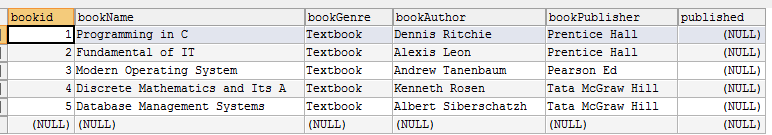 bookid bookName bookGenre bookAuthor bookPublisher published
1 Programming in C Textbook Dennis Ritchie Prentice Hall (NULL)
2 Fundamental of IT Textbook Alexis Leon Prentice Hall (NULL)
3 Modern Operating System Textbook Andrew Tanenbaum Pearson Ed (NULL)
4 Discrete Mathematics and Its A Textbook Kenneth Rosen Tata McGraw Hill (NULL)
5 Database Management Systems Textbook Albert Siberschatzh Tata McGraw Hill (NULL)
(NULL) (NULL) (NULL) (NULL) (NULL) (NULL)